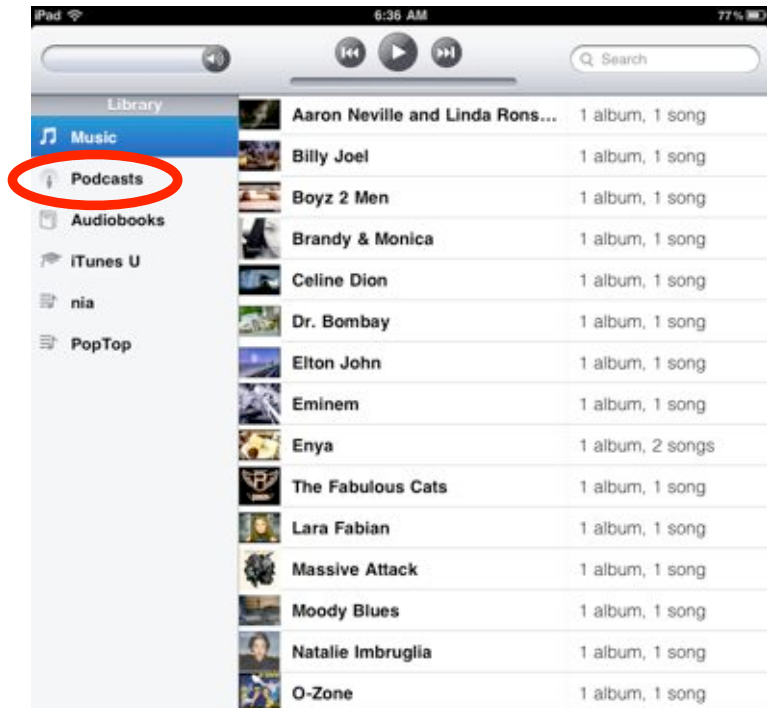 iPad 6:36 AM 77%
Search
Library
Music
Podcasts
Audiobooks
iTunes U
nia
PopTop
Aaron Neville and Linda Rons... 1 album, 1 song
Billy Joel 1 album, 1 song
Boyz 2 Men 1 album, 1 song
Brandy & Monica 1 album, 1 song
Celine Dion 1 album, 1 song
Dr. Bombay 1 album, 1 song
Elton John 1 album, 1 song
Eminem 1 album, 1 song
Enya 1 album, 2 songs
The Fabulous Cats 1 album, 1 song
Lara Fabian 1 album, 1 song
Massive Attack 1 album, 1 song
Moody Blues 1 album, 1 song
Natalie Imbruglia 1 album, 1 song
O-Zone 1 album, 1 song